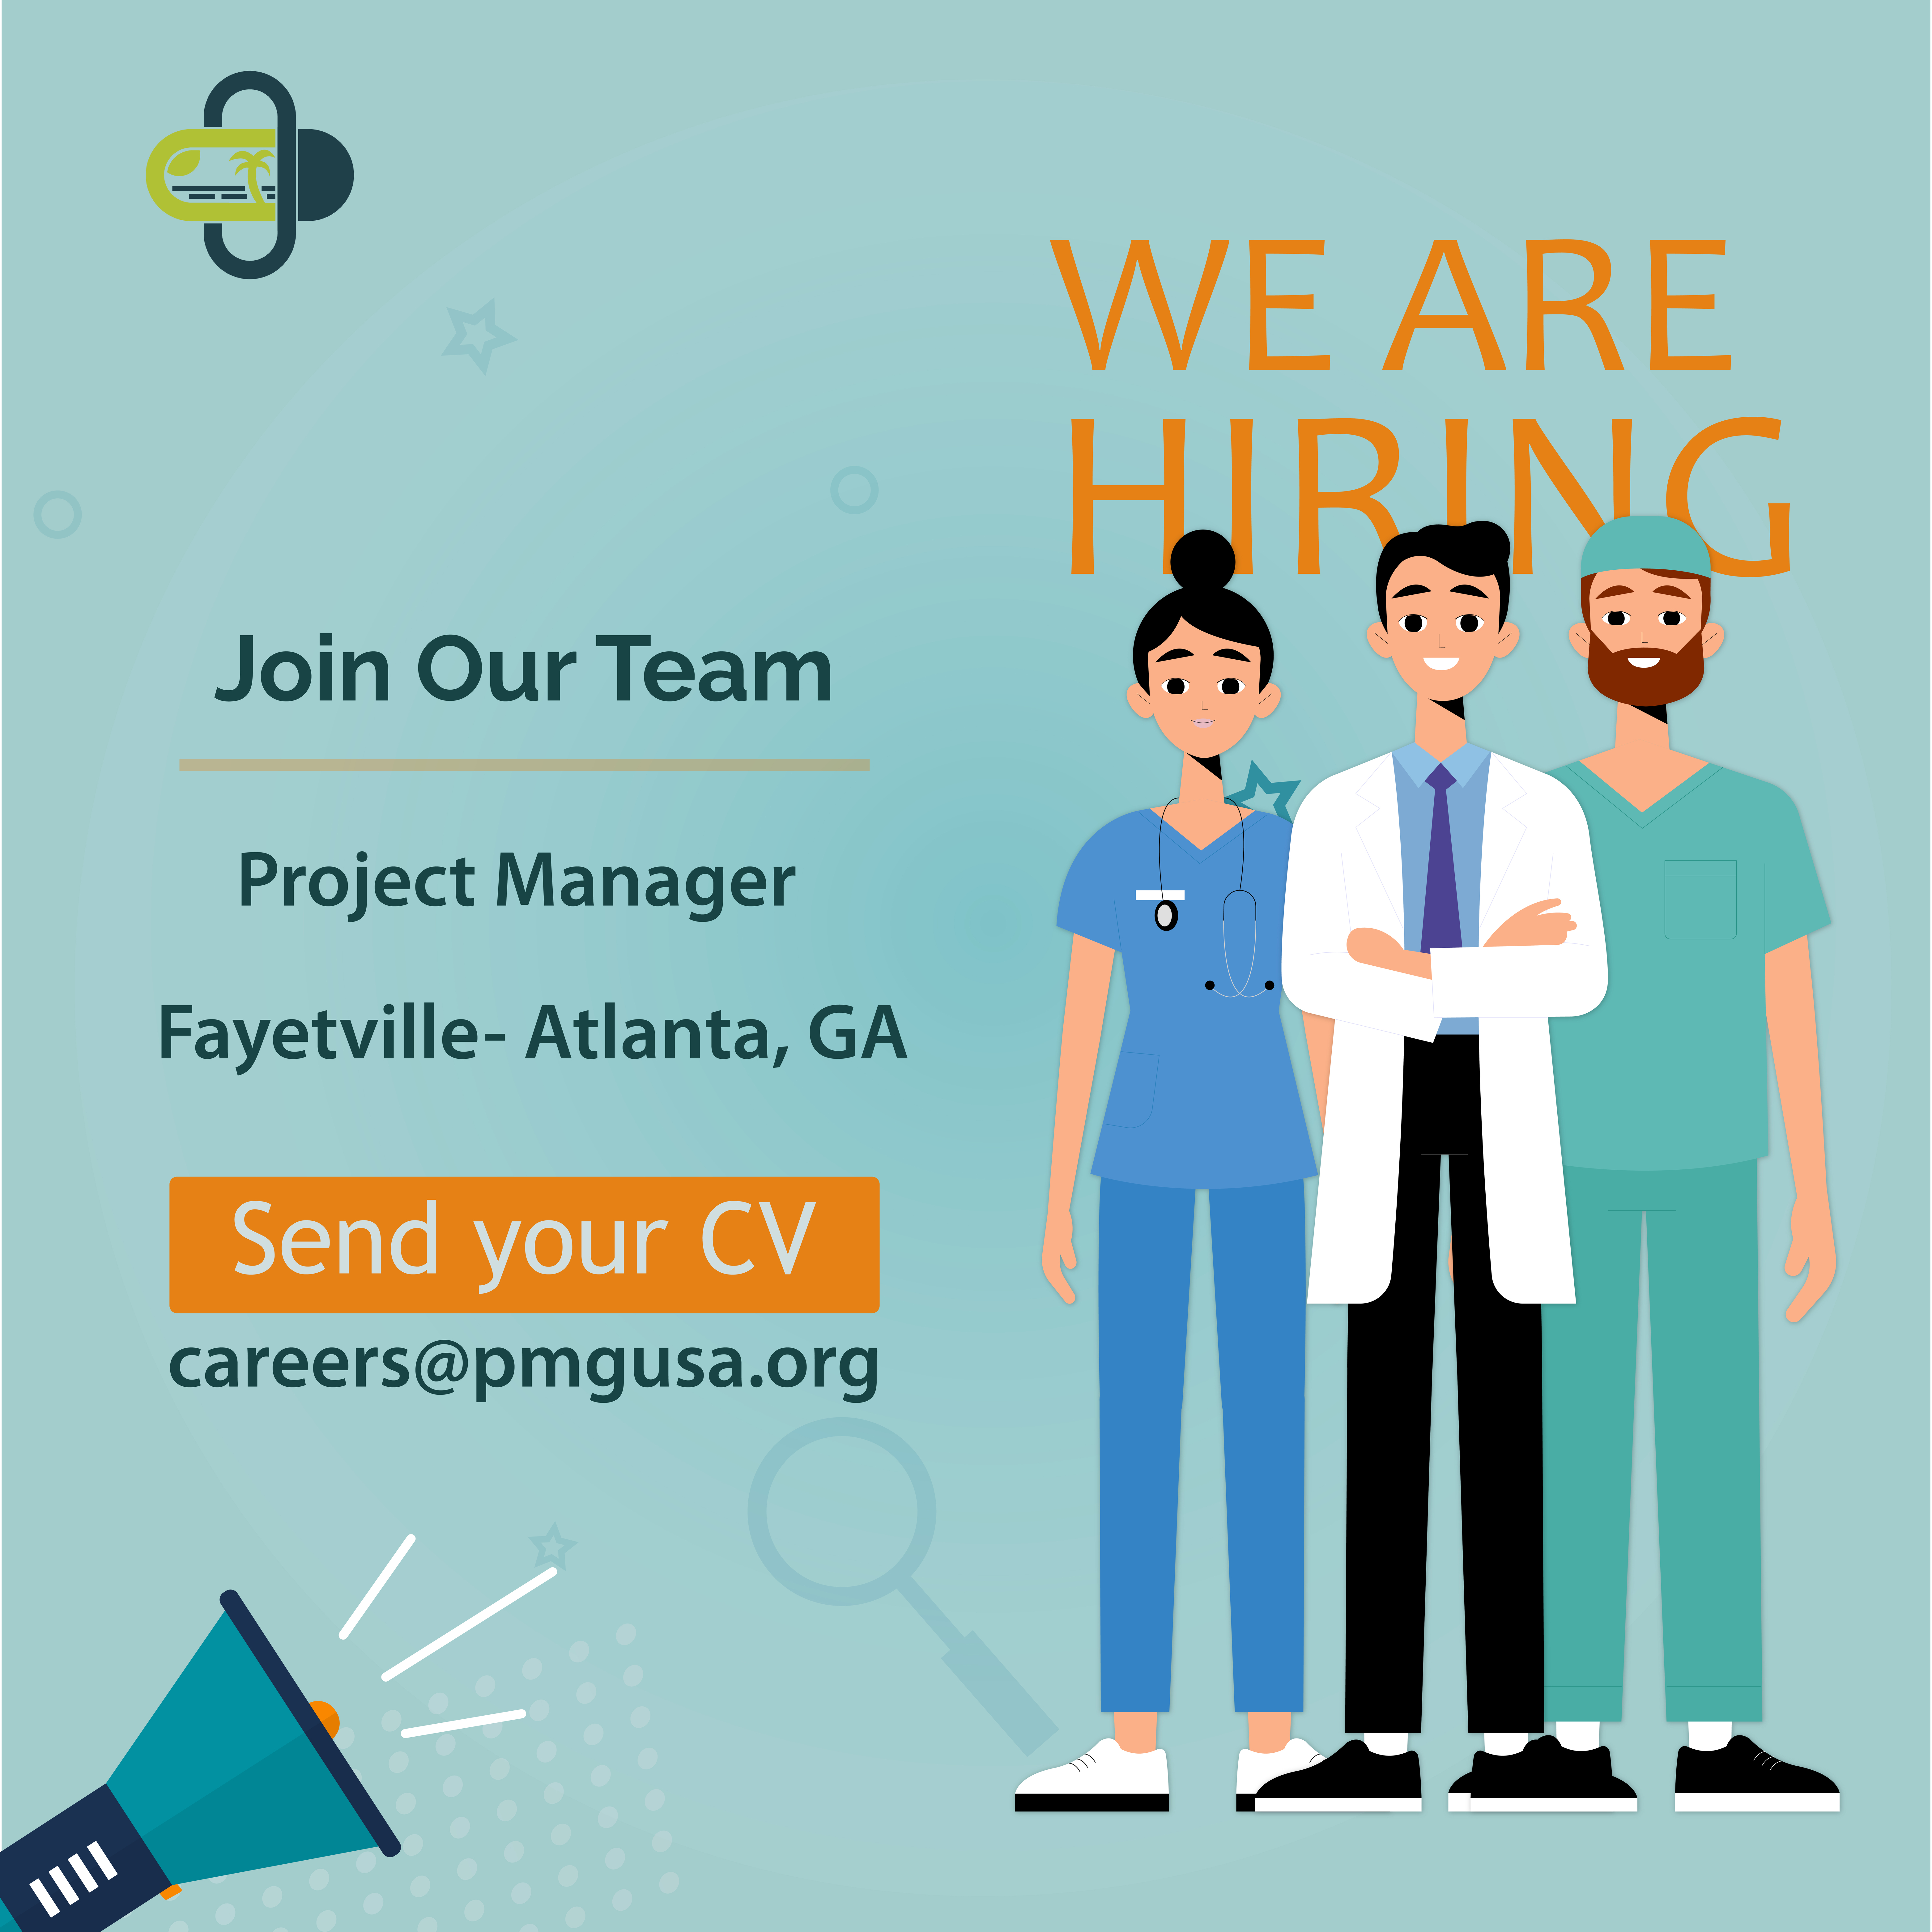 WE ARE
HIRING
Join Our Team
Project Manager
Fayetville- Atlanta, GA
Send your CV
careers@pmgusa.org